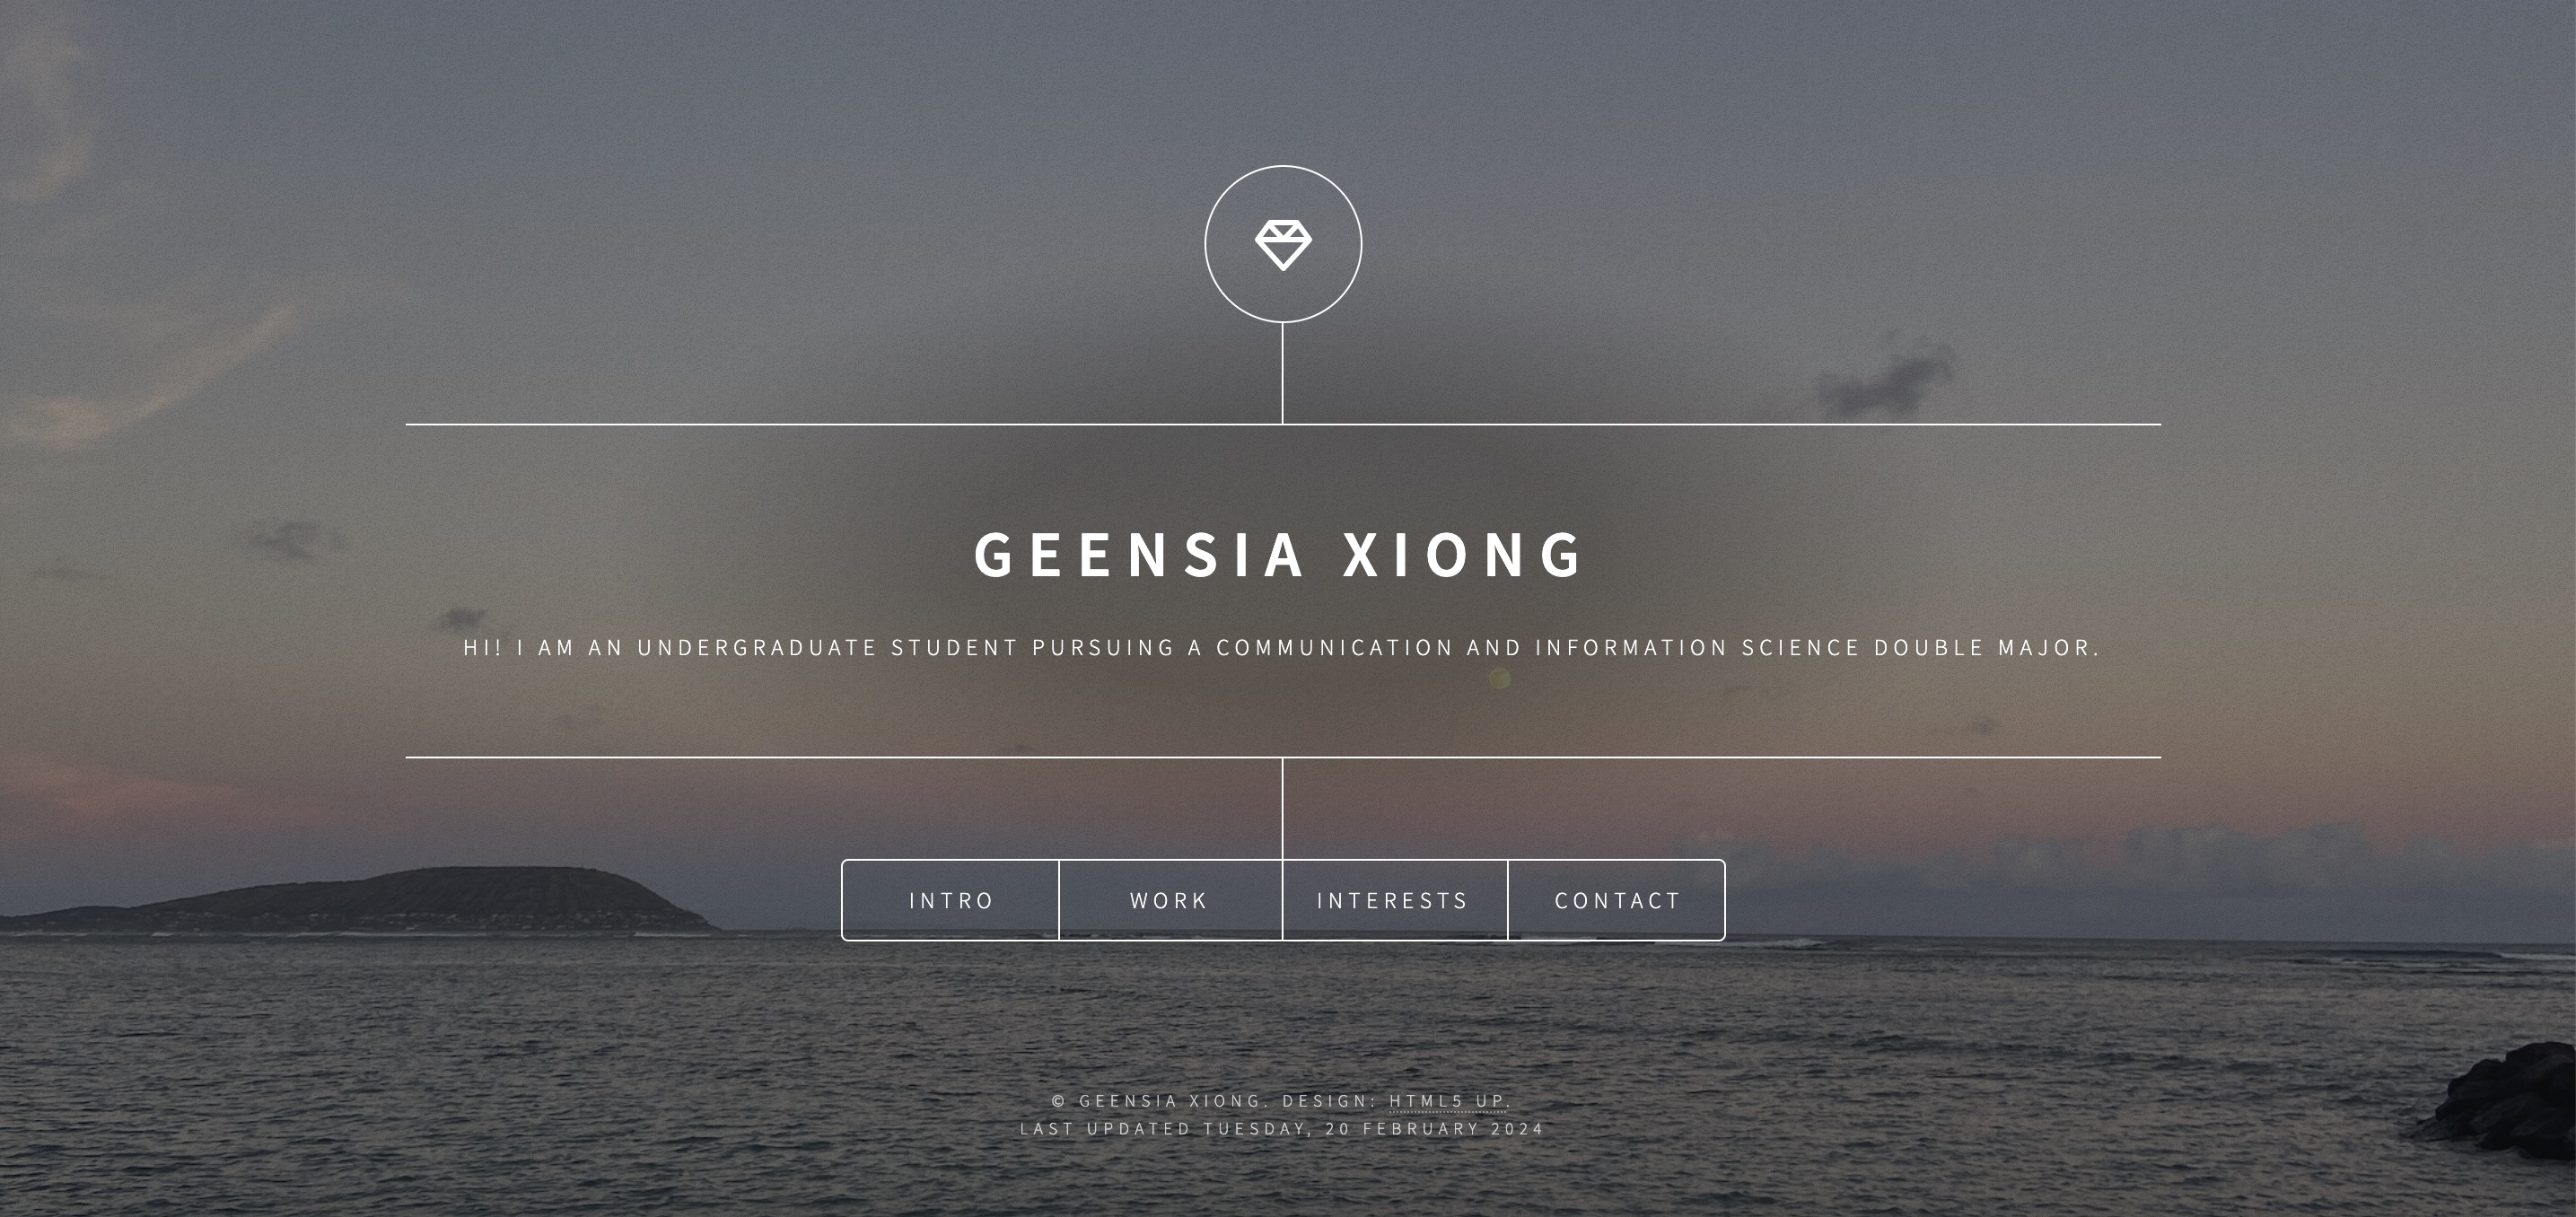 GEENSIA XIONG
HI! I AM AN UNDERGRADUATE STUDENT PURSUING A COMMUNICATION AND INFORMATION SCIENCE DOUBLE MAJOR.
INTRO
WORK
INTERESTS
CONTACT
© GEENSIA XIONG. DESIGN: HTML5 UP.
LAST UPDATED TUESDAY, 20 FEBRUARY 2024